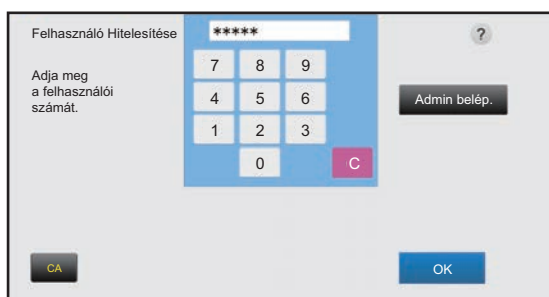 Felhasználó Hitelesítése
*****
?
Adja meg
a felhasználói
számát.
7 8 9
4 5 6
1 2 3
0 C
Admin belép.
CA
OK